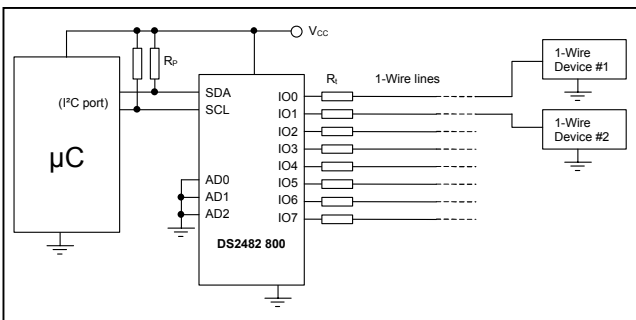 VCC
RP
(I²C port)
µC
SDA
SCL
AD0
AD1
AD2
DS2482 800
IO0
IO1
IO2
IO3
IO4
IO5
IO6
IO7
Rt
1-Wire lines
1-Wire
Device #1
1-Wire
Device #2